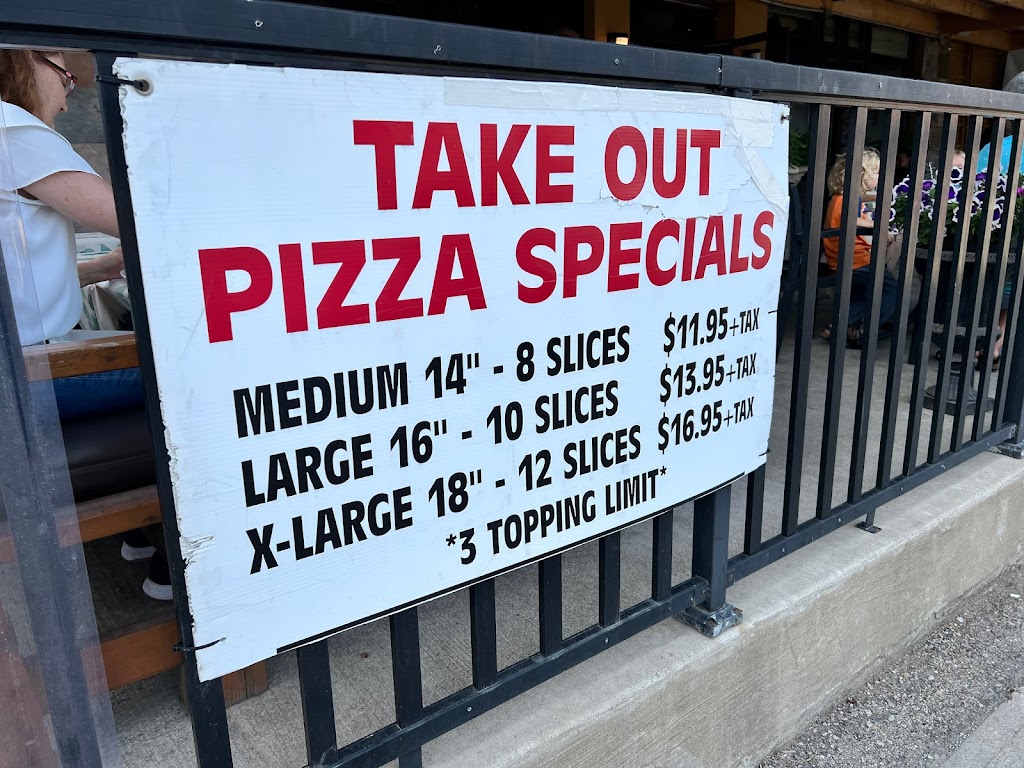 TAKE OUT
PIZZA SPECIALS
MEDIUM 14" - 8 SLICES $11.95+TAX
LARGE 16" - 10 SLICES $13.95+TAX
X-LARGE 18" - 12 SLICES $16.95+TAX
*3 TOPPING LIMIT*